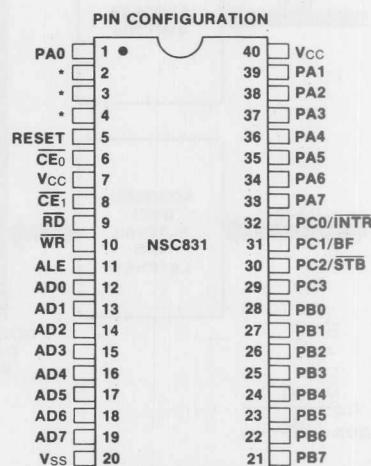 PIN CONFIGURATION
PA0 1 40 VCC
* 2 39 PA1
* 3 38 PA2
* 4 37 PA3
RESET 5 36 PA4
CE0 6 35 PA5
VCC 7 34 PA6
CE1 8 33 PA7
RD 9 32 PC0/INTR
WR 10 NSC831 31 PC1/BF
ALE 11 30 PC2/STB
AD0 12 29 PC3
AD1 13 28 PB0
AD2 14 27 PB1
AD3 15 26 PB2
AD4 16 25 PB3
AD5 17 24 PB4
AD6 18 23 PB5
AD7 19 22 PB6
VSS 20 21 PB7